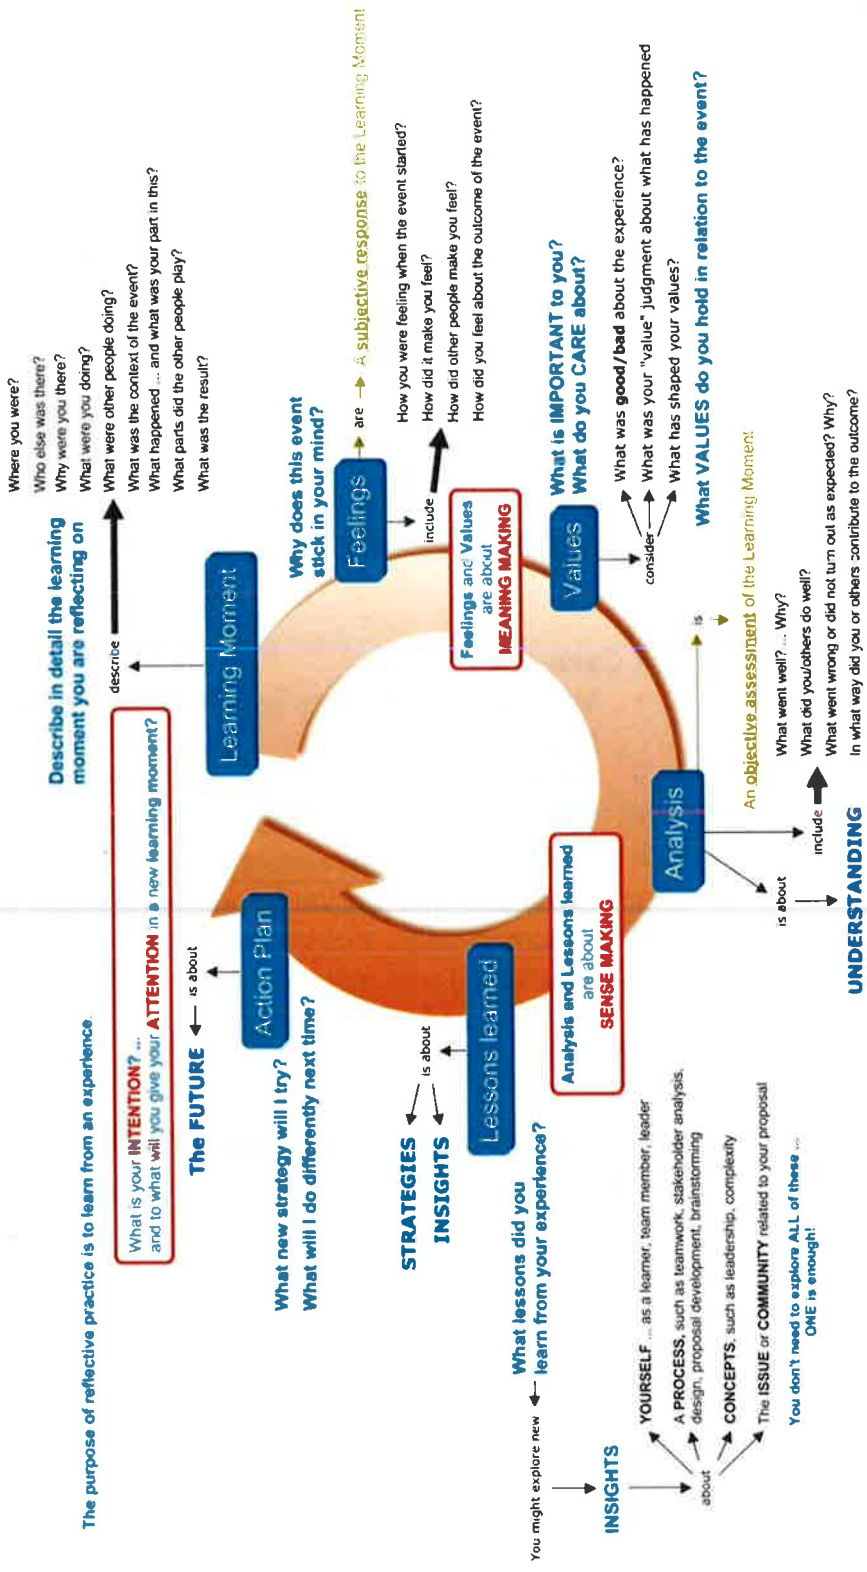 The purpose of reflective practice is to learn from an experience.
What is your INTENTION? ...
and to what will you give your ATTENTION in a new learning moment?
Describe in detail the learning
moment you are reflecting on
describe
Where you were?
Who else was there?
Why were you there?
What were you doing?
What were other people doing?
What was the context of the event?
What happened ... and what was your part in this?
What parts did the other people play?
What was the result?
Learning Moment
Why does this event
stick in your mind?
Feelings
are
A subjective response to the Learning Moment
include
How you were feeling when the event started?
How did it make you feel?
How did other people make you feel?
How did you feel about the outcome of the event?
Feelings and Values
are about
MEANING MAKING
What is IMPORTANT to you?
What do you CARE about?
Values
consider
What was good/bad about the experience?
What was your "value" judgment about what has happened
What has shaped your values?
What VALUES do you hold in relation to the event?
Analysis
is
An objective assessment of the Learning Moment
include
What went well? ... Why?
What did you/others do well?
What went wrong or did not turn out as expected? Why?
In what way did you or others contribute to the outcome?
is about
UNDERSTANDING
Analysis and Lessons learned
are about
SENSE MAKING
Lessons learned
is about
STRATEGIES
INSIGHTS
What lessons did you
learn from your experience?
You might explore new
INSIGHTS
about
YOURSELF ... as a learner, team member, leader
A PROCESS, such as teamwork, stakeholder analysis,
design, proposal development, brainstorming
CONCEPTS, such as leadership, complexity
The ISSUE or COMMUNITY related to your proposal
You don't need to explore ALL of these ...
ONE is enough!
Action Plan
is about
The FUTURE
What new strategy will I try?
What will I do differently next time?